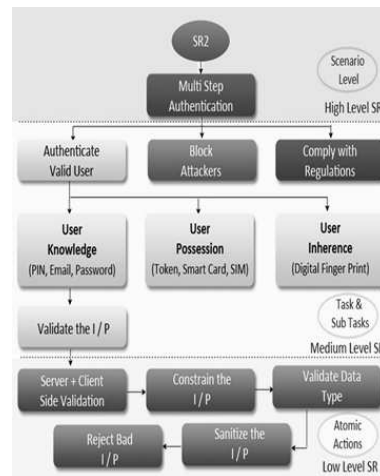 SR2
Scenario
Level
Multi Step
Authentication
High Level SR
Authenticate
Valid User
Block
Attackers
Comply with
Regulations
User
Knowledge
(PIN, Email, Password)
User
Possession
(Token, Smart Card, SIM)
User
Inherence
(Digital Finger Print)
Validate the I / P
Task &
Sub Tasks
Medium Level SR
Server + Client
Side Validation
Constrain the
I / P
Validate Data
Type
Reject Bad
I / P
Sanitize the
I / P
Atomic
Actions
Low Level SR